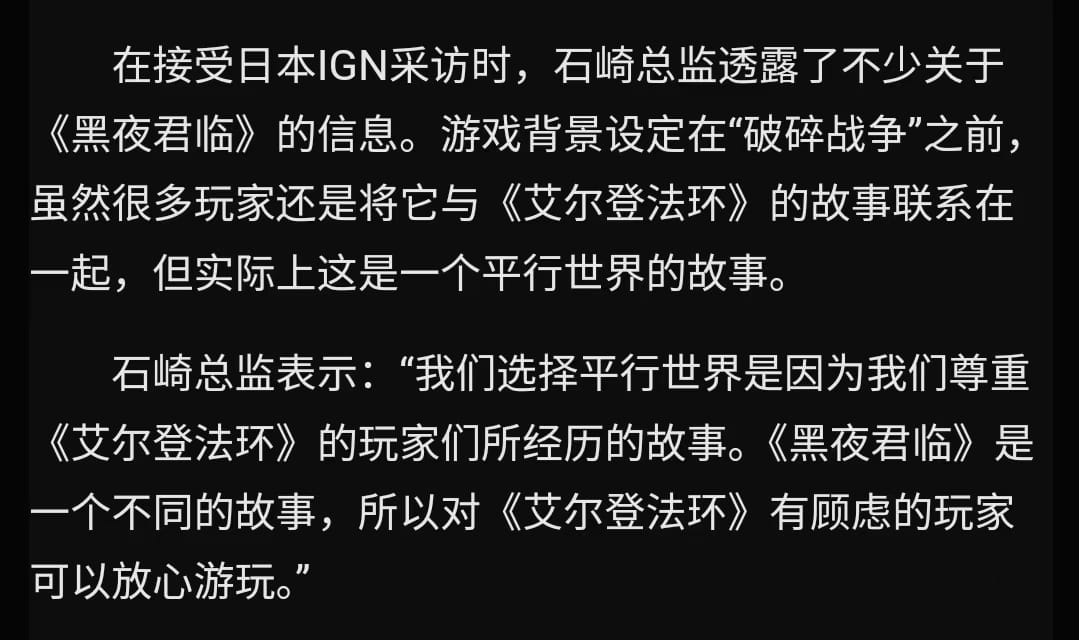 在接受日本IGN采访时，石崎总监透露了不少关于
《黑夜君临》的信息。游戏背景设定在“破碎战争”之前，
虽然很多玩家还是将它与《艾尔登法环》的故事联系在
一起，但实际上这是一个平行世界的故事。
石崎总监表示：“我们选择平行世界是因为我们尊重
《艾尔登法环》的玩家们所经历的故事。《黑夜君临》是
一个不同的故事，所以对《艾尔登法环》有顾虑的玩家
可以放心游玩。”